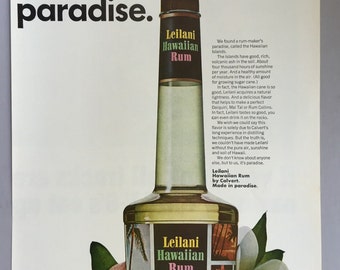 paradise.
Leilani
Hawaiian
Rum
We found a rum-maker's
paradise, called the Hawaiian
Islands.
The islands have good, rich,
volcanic ash in the soil. About
four thousand hours of sunshine
per year. And a healthy amount
of moisture in the air. (All good
for growing sugar cane.)
In fact, the Hawaiian cane is so
good, Leilani acquires a natural
lightness. And a delicious flavor
that helps to make a perfect
Daiquiri, Mai Tai or Rum Collins.
In fact, Leilani tastes so good, you
can even drink it on the rocks.
We wish we could say this
flavor is solely due to Calvert's
long experience in distilling
techniques. But the truth is,
we couldn't have made Leilani
without the pure air, sunshine
and soil of Hawaii.
We don't know about anyone
else, but to us, it's paradise.
Leilani
Hawaiian Rum
by Calvert.
Made in paradise.
Leilani
Hawaiian
Rum